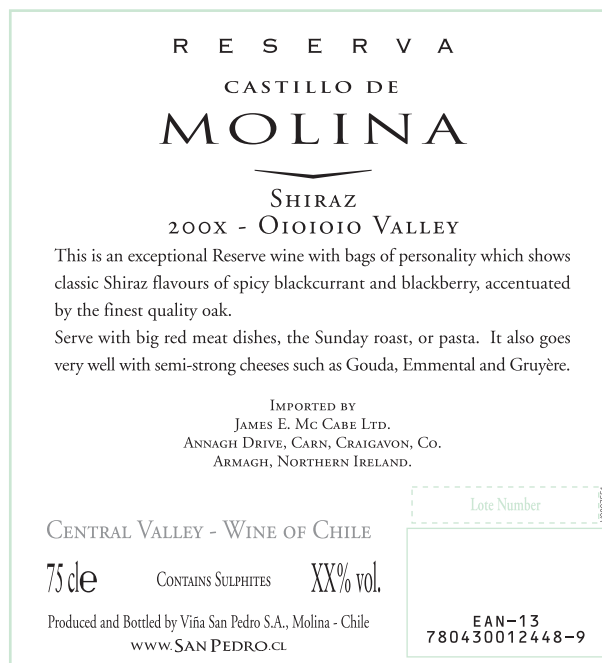 RESERVA
CASTILLO DE
MOLINA
SHIRAZ
200X - OIOIOIO VALLEY
This is an exceptional Reserve wine with bags of personality which shows
classic Shiraz flavours of spicy blackcurrant and blackberry, accentuated
by the finest quality oak.
Serve with big red meat dishes, the Sunday roast, or pasta. It also goes
very well with semi-strong cheeses such as Gouda, Emmental and Gruyère.
IMPORTED BY
JAMES E. MC CABE LTD.
ANNAGH DRIVE, CARN, CRAIGAVON, CO.
ARMAGH, NORTHERN IRELAND.
Lote Number
CENTRAL VALLEY - WINE OF CHILE
75 cle CONTAINS SULPHITES XX% vol.
Produced and Bottled by Viña San Pedro S.A., Molina - Chile
WWW.SANPEDRO.CL
EAN-13
780430012448-9